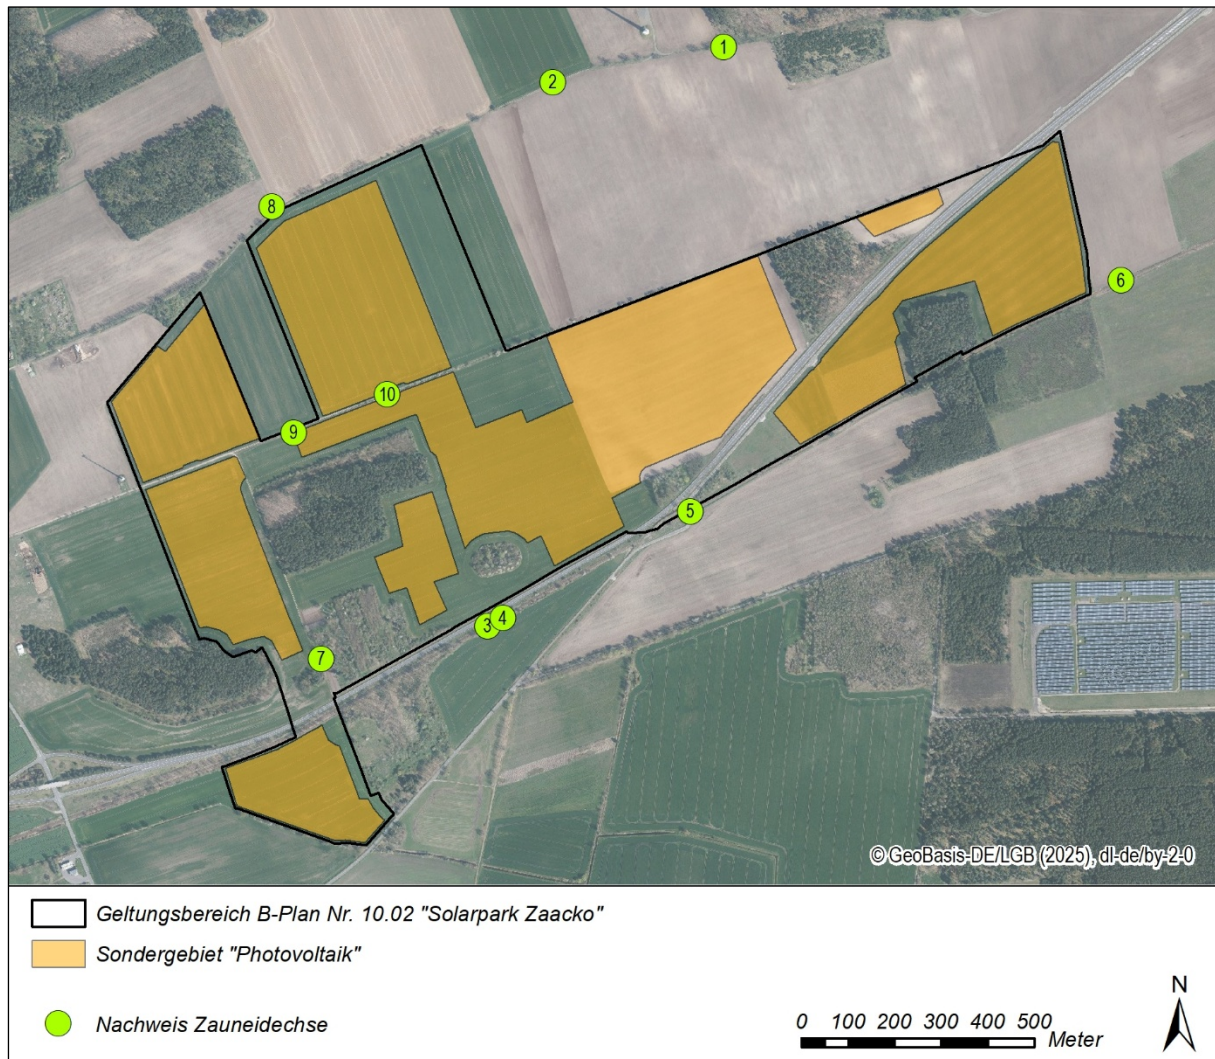 1
2
8
6
10
9
5
3
4
7
© GeoBasis-DE/LGB (2025), dl-de/by-2-0
Geltungsbereich B-Plan Nr. 10.02 "Solarpark Zaacko"
Sondergebiet "Photovoltaik"
N
Nachweis Zauneidechse
0 100 200 300 400 500
Meter